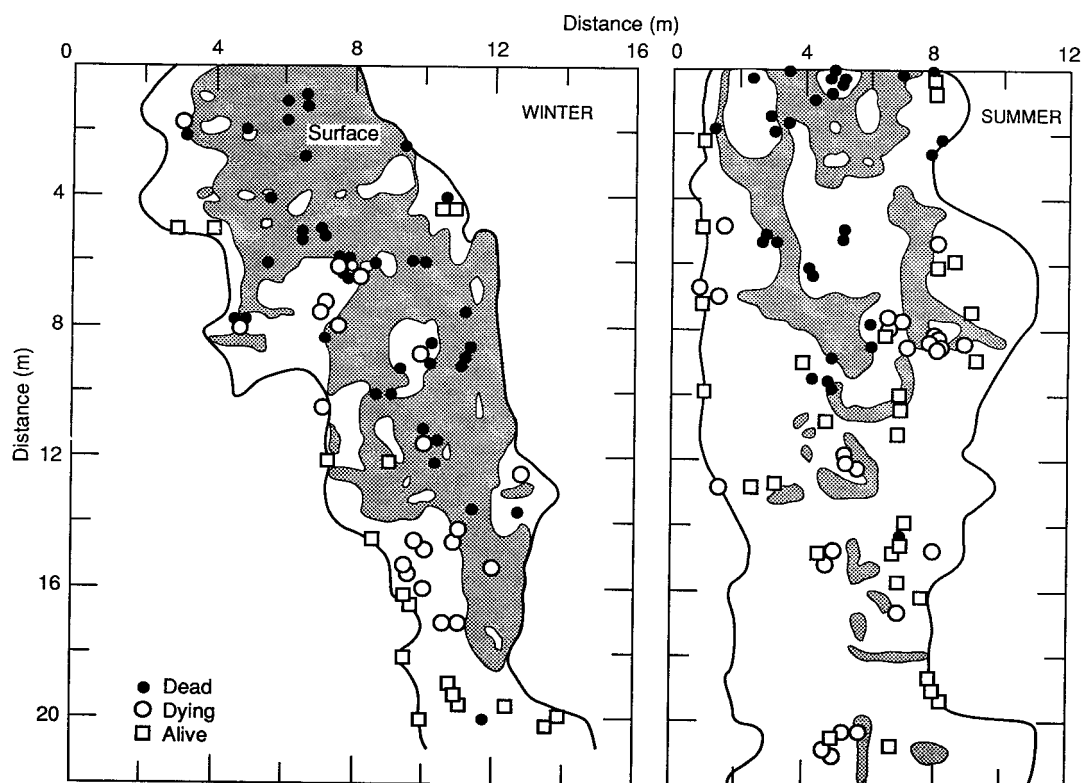 Distance (m)
0 4 8 12 16 0 4 8 12
WINTER
SUMMER
Surface
4
8
12
16
20
Distance (m)
Dead
Dying
Alive